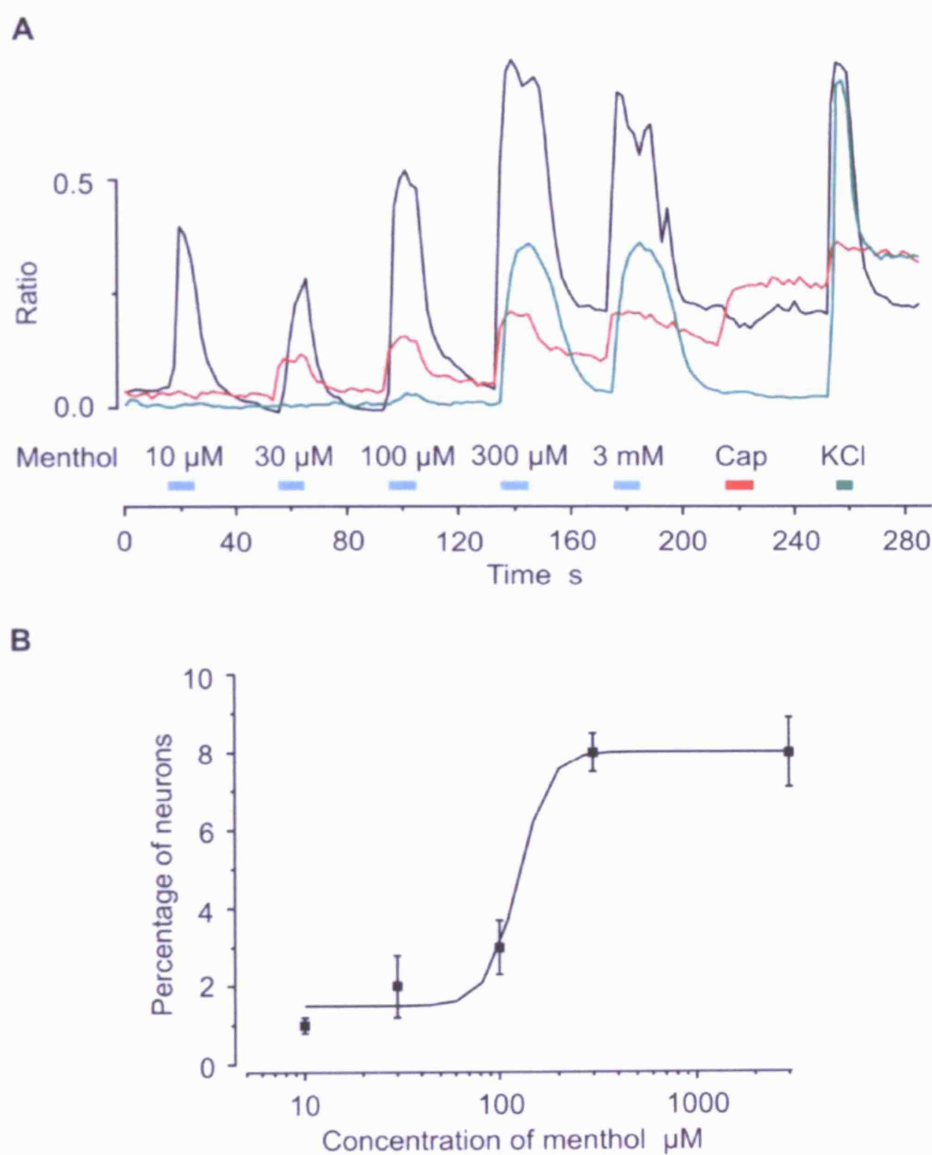 A
0.5
Ratio
0.0
Menthol 10 µM 30 µM 100 µM 300 µM 3 mM Cap KCl
0 40 80 120 160 200 240 280
Time s
B
10
8
6
4
2
0
Percentage of neurons
10 100 1000
Concentration of menthol µM